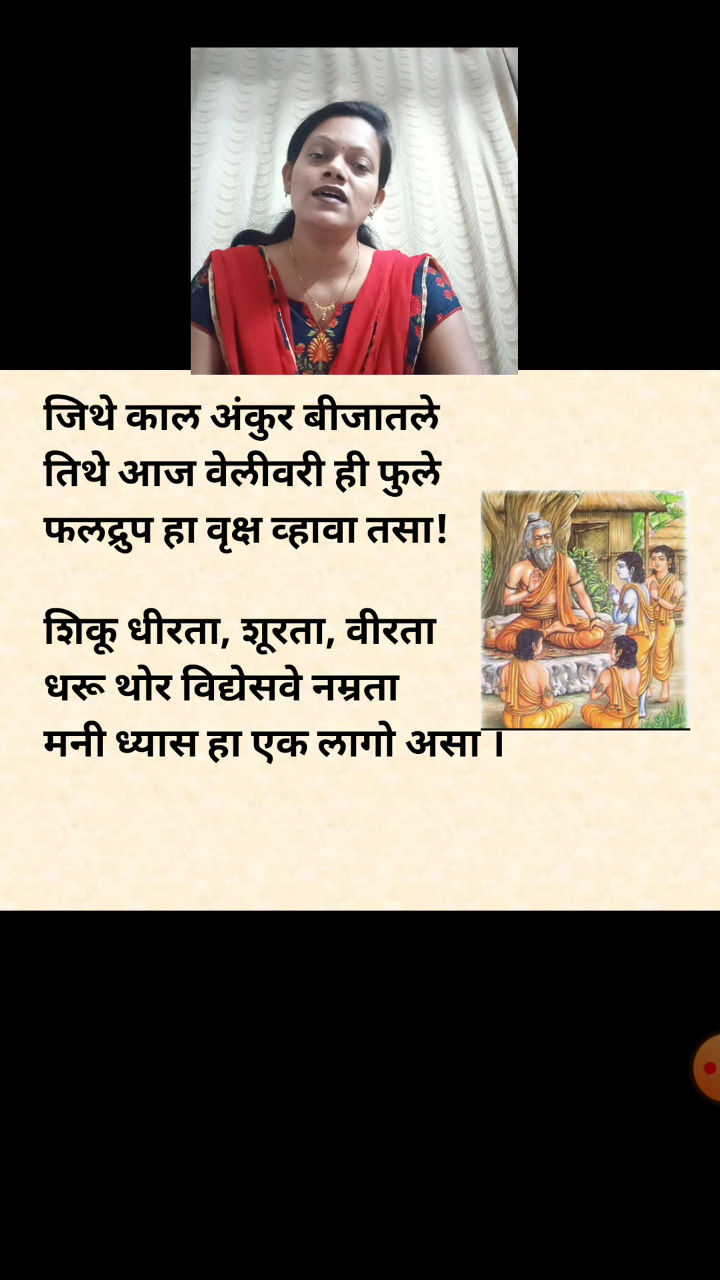 जिथे काल अंकुर बीजातले
तिथे आज वेलीवरी ही फुले
फलद्रुप हा वृक्ष व्हावा तसा!
शिकू धीरता, शूरता, वीरता
धरू थोर विद्येसवे नम्रता
मनी ध्यास हा एक लागो असा ।